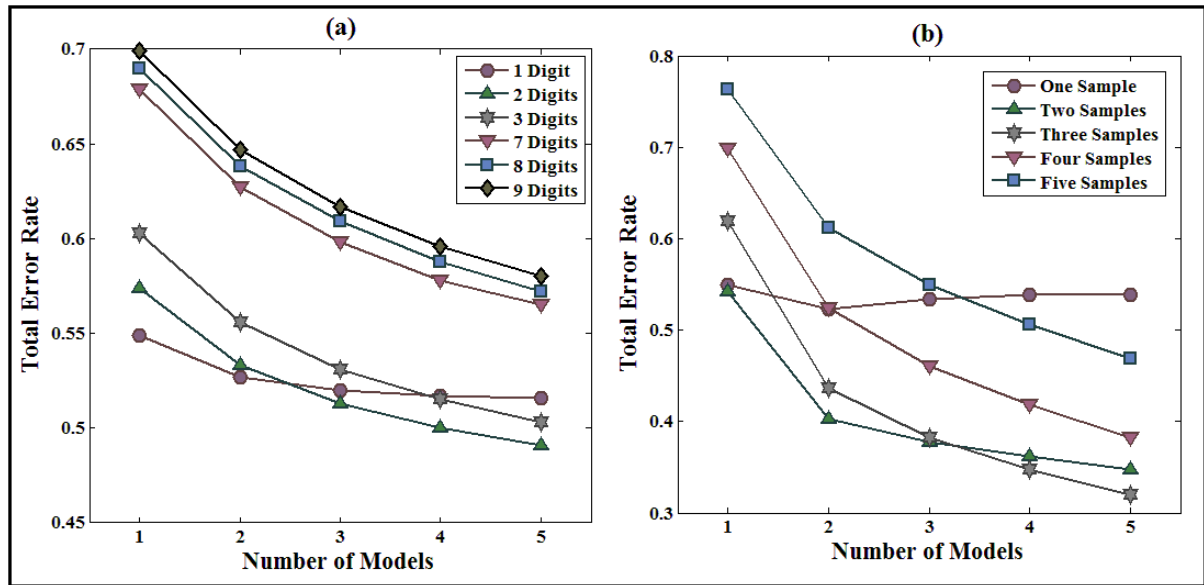 (a)
0.7
0.65
0.6
0.55
0.5
0.45
Total Error Rate
1 Digit
2 Digits
3 Digits
7 Digits
8 Digits
9 Digits
1 2 3 4 5
Number of Models
(b)
0.8
0.7
0.6
0.5
0.4
0.3
Total Error Rate
One Sample
Two Samples
Three Samples
Four Samples
Five Samples
1 2 3 4 5
Number of Models